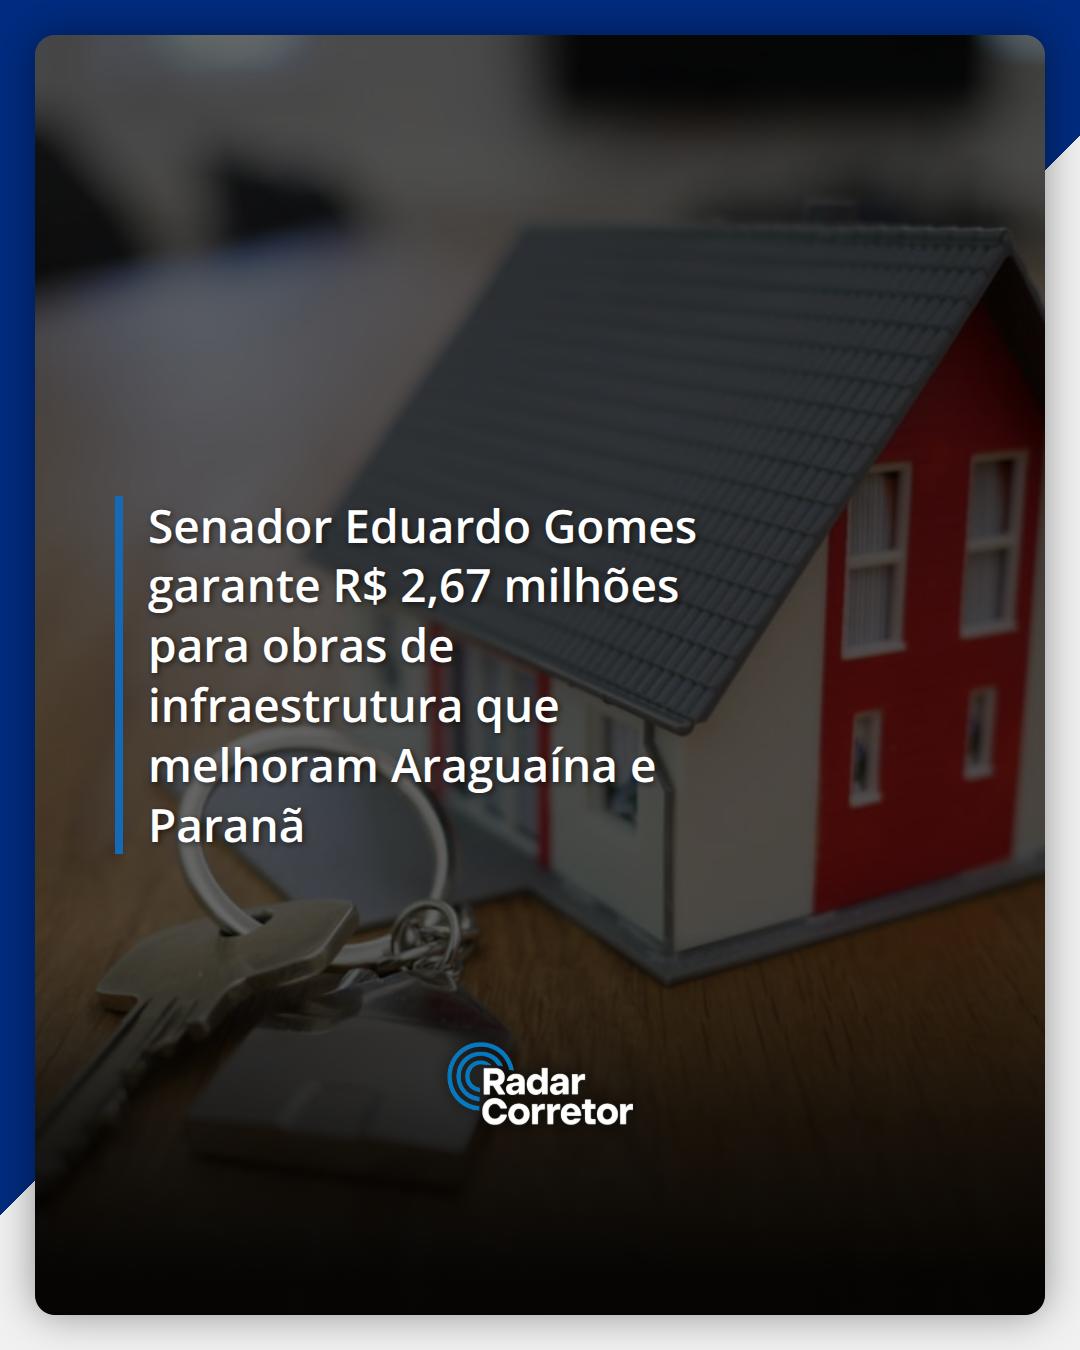 Senador Eduardo Gomes
garante R$ 2,67 milhões
para obras de
infraestrutura que
melhoram Araguaína e
Paranã
Radar
Corretor